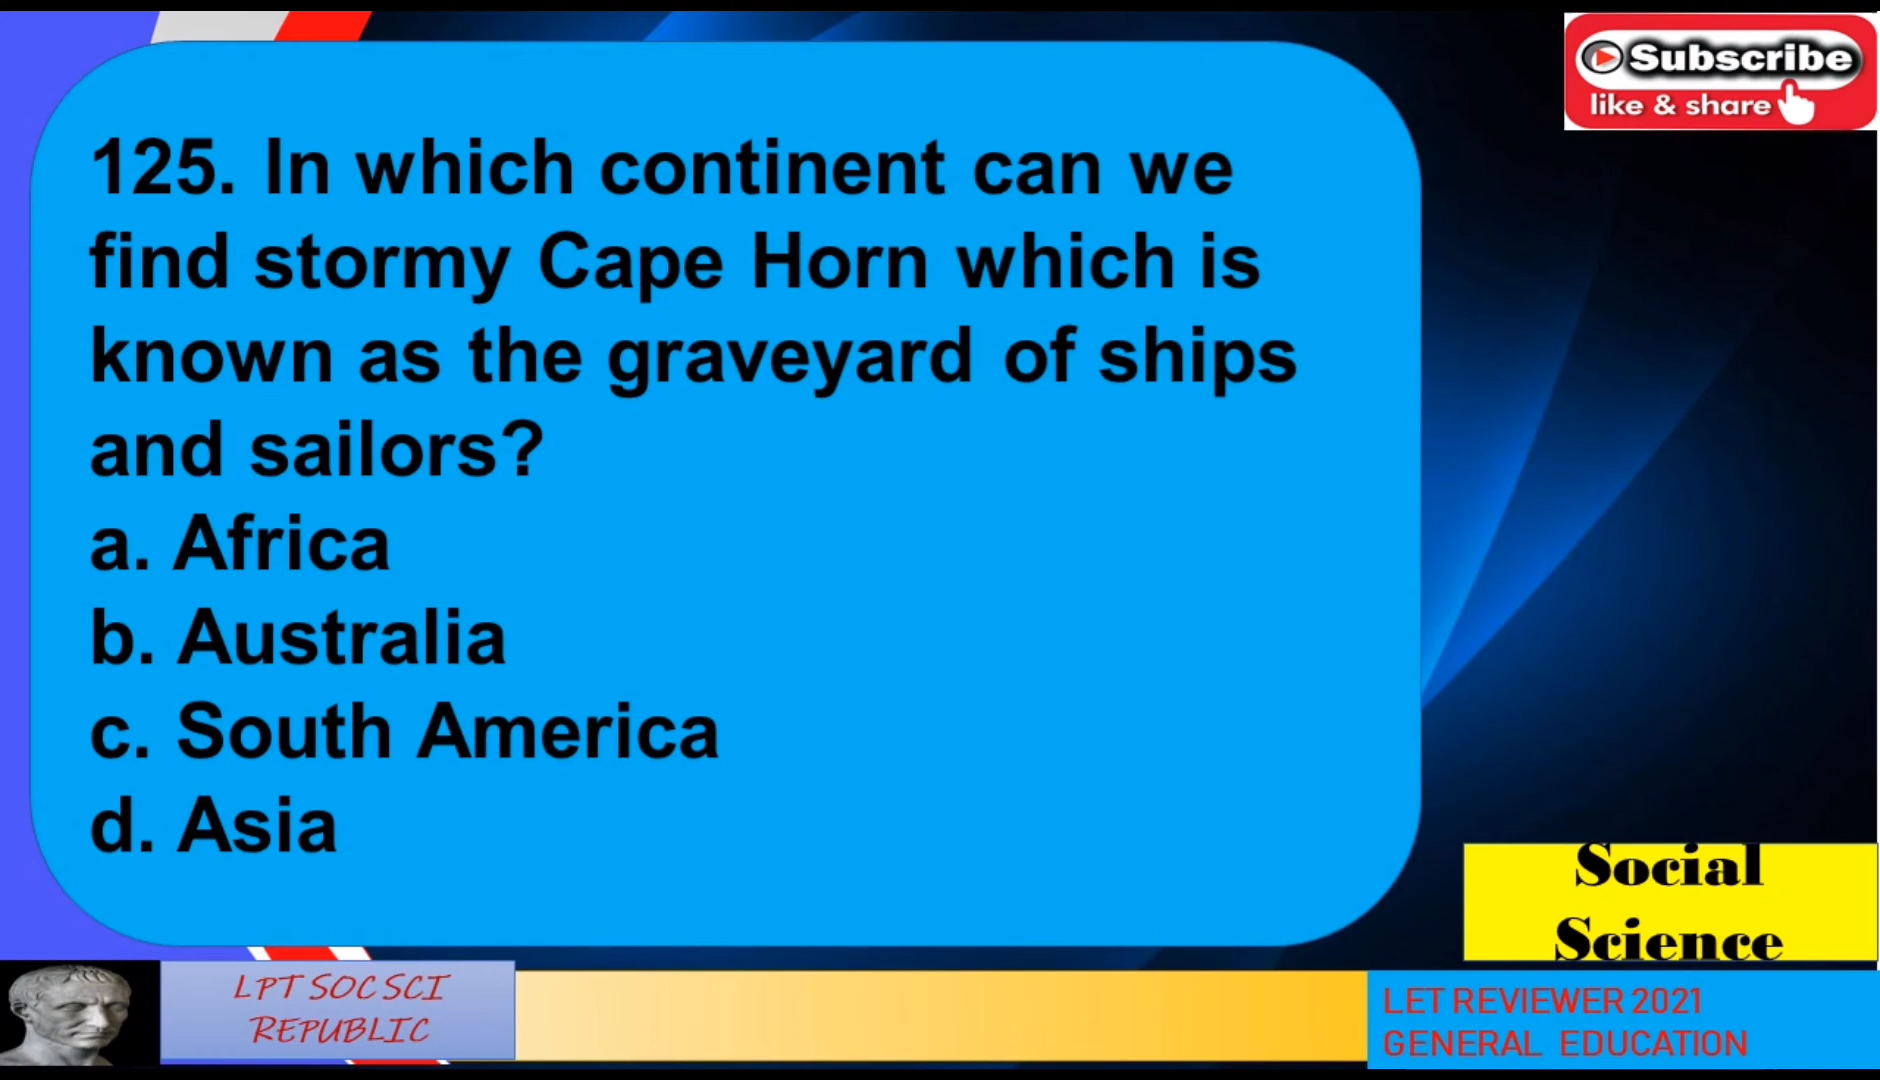 Subscribe
like & share
125. In which continent can we
find stormy Cape Horn which is
known as the graveyard of ships
and sailors?
a. Africa
b. Australia
c. South America
d. Asia
Social
Science
LPT SOC SCI
REPUBLIC
LET REVIEWER 2021
GENERAL EDUCATION